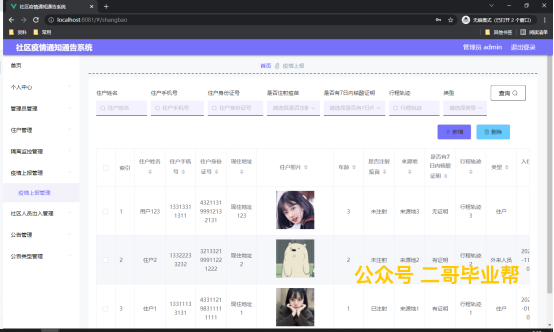 社区疫情通知通告系统
localhost:8081/#/shangbao
无痕模式（已打开 2 个窗口）
资料 常用 其他书签 阅读清单
社区疫情通知通告系统 管理员 admin 退出登录
首页 疫情上报
首页
个人中心
管理员管理
住户管理
隔离监控管理
疫情上报管理
疫情上报管理
社区人员出入管理
公告管理
公告类型管理
住户姓名 住户手机号 住户身份证号 是否注射疫苗 是否有7日内核酸证明 行程轨迹 类型
住户姓名 住户手机号 住户身份证号 请选择是否注射 请选择是否有7日内 行程轨迹 请选择类型 查询
新增 删除
索引 住户姓名 住户手机号 住户身份证号 现住地址 住户照片 年龄 是否注射疫苗 来源地 是否有7日内核酸证明 行程轨迹 类型 入住
1 用户123 13313311311 432113199912132131 现住地址123 3 未注射 来源地3 无证明 行程轨迹3 住户
2 住户2 13322233232 321332199911221222 现住地址2 2 未注射 来源地2 有证明 行程轨迹2 外来人员
3 住户1 13311133131 433112198311111111 现住地址1 1 已注射 来源地1 有证明 行程轨迹1 住户
公众号 二哥毕业帮